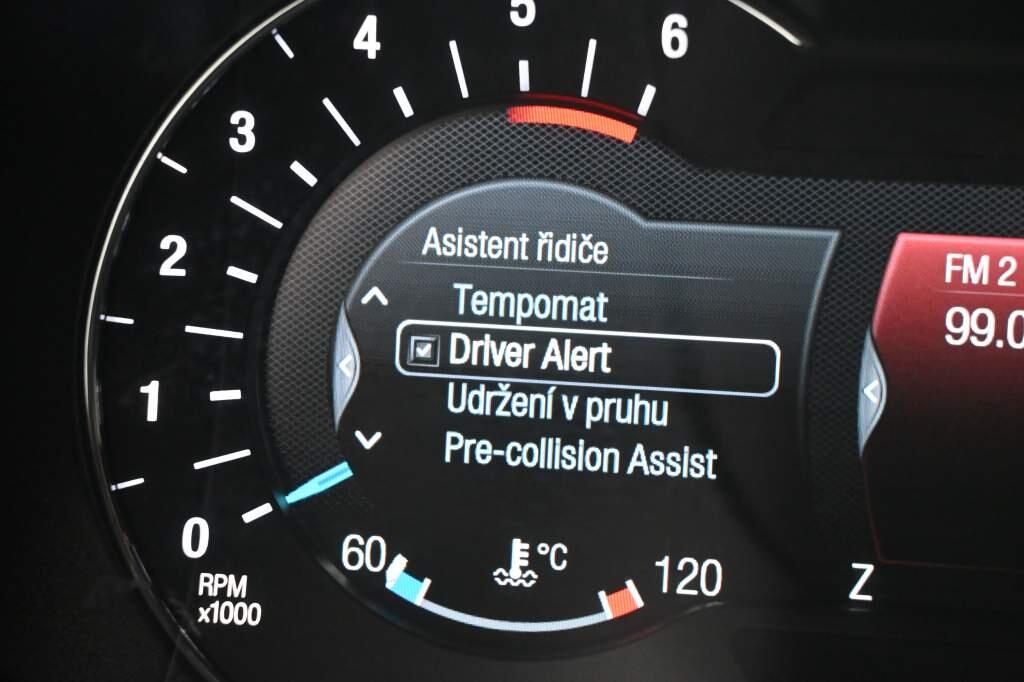 5
4
6
3
2
1
0
RPM
x1000
Asistent řidiče
Tempomat
Driver Alert
Udržení v pruhu
Pre-collision Assist
60
°C
120
FM 2
99.0
Z